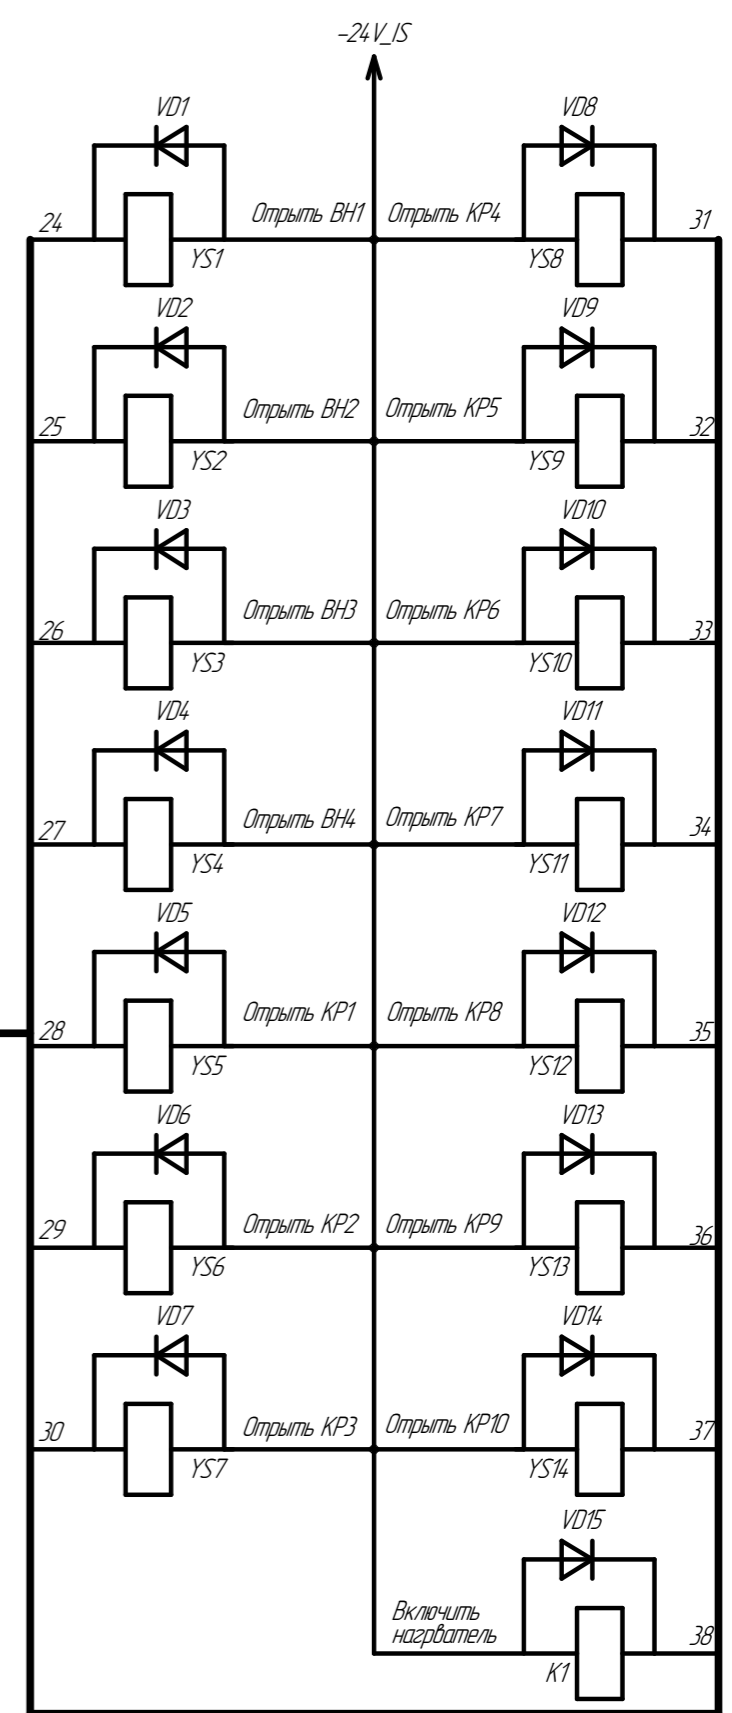 -24V_IS
VD1
VD8
24
Отрыть ВН1
Отрыть КР4
31
YS1
YS8
VD2
VD9
25
Отрыть ВН2
Отрыть КР5
32
YS2
YS9
VD3
VD10
26
Отрыть ВН3
Отрыть КР6
33
YS3
YS10
VD4
VD11
27
Отрыть ВН4
Отрыть КР7
34
YS4
YS11
VD5
VD12
28
Отрыть КР1
Отрыть КР8
35
YS5
YS12
VD6
VD13
29
Отрыть КР2
Отрыть КР9
36
YS6
YS13
VD7
VD14
30
Отрыть КР3
Отрыть КР10
37
YS7
YS14
VD15
Включить
нагрватель
38
К1